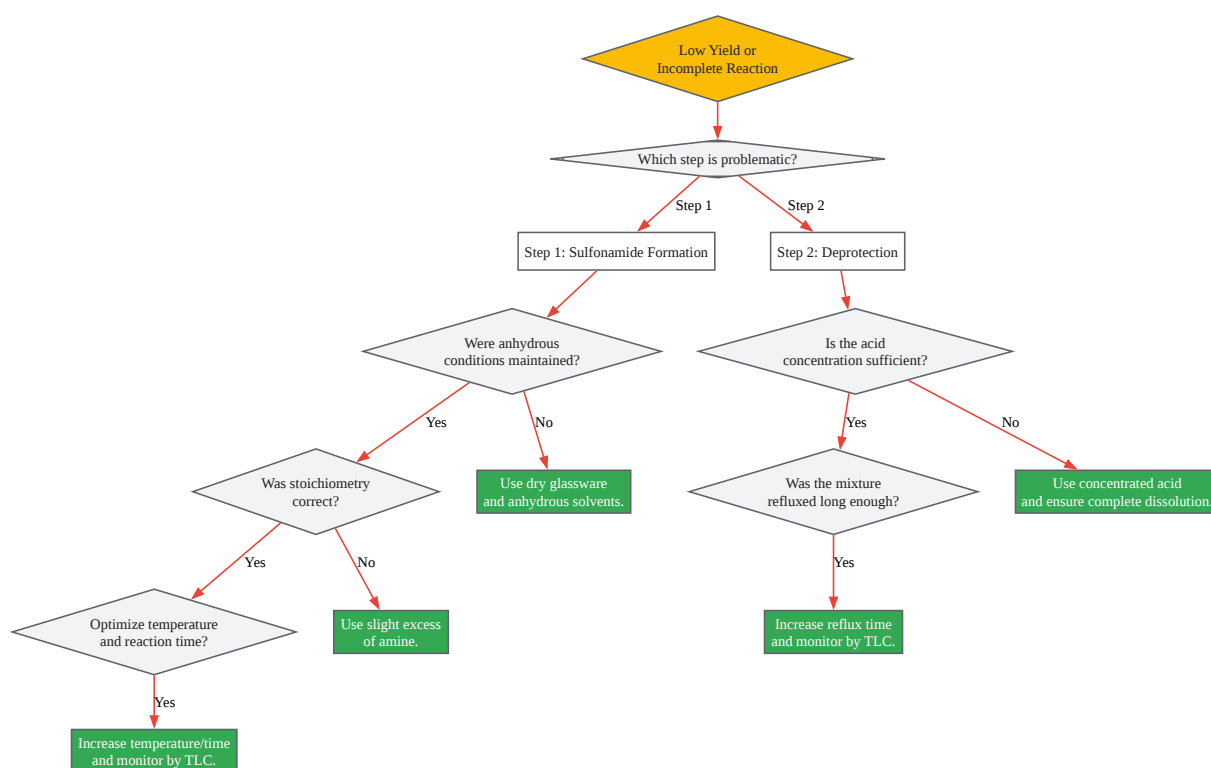 Low Yield or
Incomplete Reaction
Which step is problematic?
Step 1
Step 2
Step 1: Sulfonamide Formation
Step 2: Deprotection
Were anhydrous
conditions maintained?
Is the acid
concentration sufficient?
Yes
No
Yes
No
Was stoichiometry
correct?
Use dry glassware
and anhydrous solvents.
Was the mixture
refluxed long enough?
Use concentrated acid
and ensure complete dissolution.
Yes
No
Yes
Optimize temperature
and reaction time?
Use slight excess
of amine.
Increase reflux time
and monitor by TLC.
Yes
Increase temperature/time
and monitor by TLC.